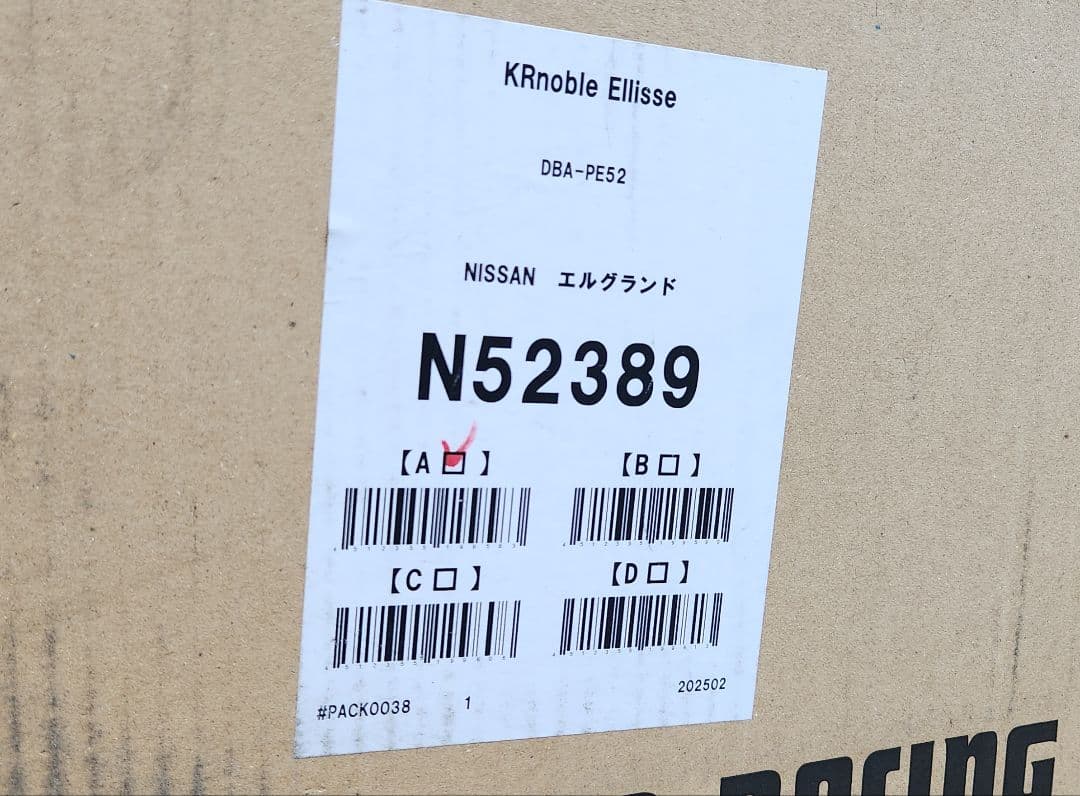 KRnoble Ellisse
DBA-PE52
NISSAN エルグランド
N52389
【A□】 【B□】
【C□】 【D□】
#PACK0038 1 202502
RACING